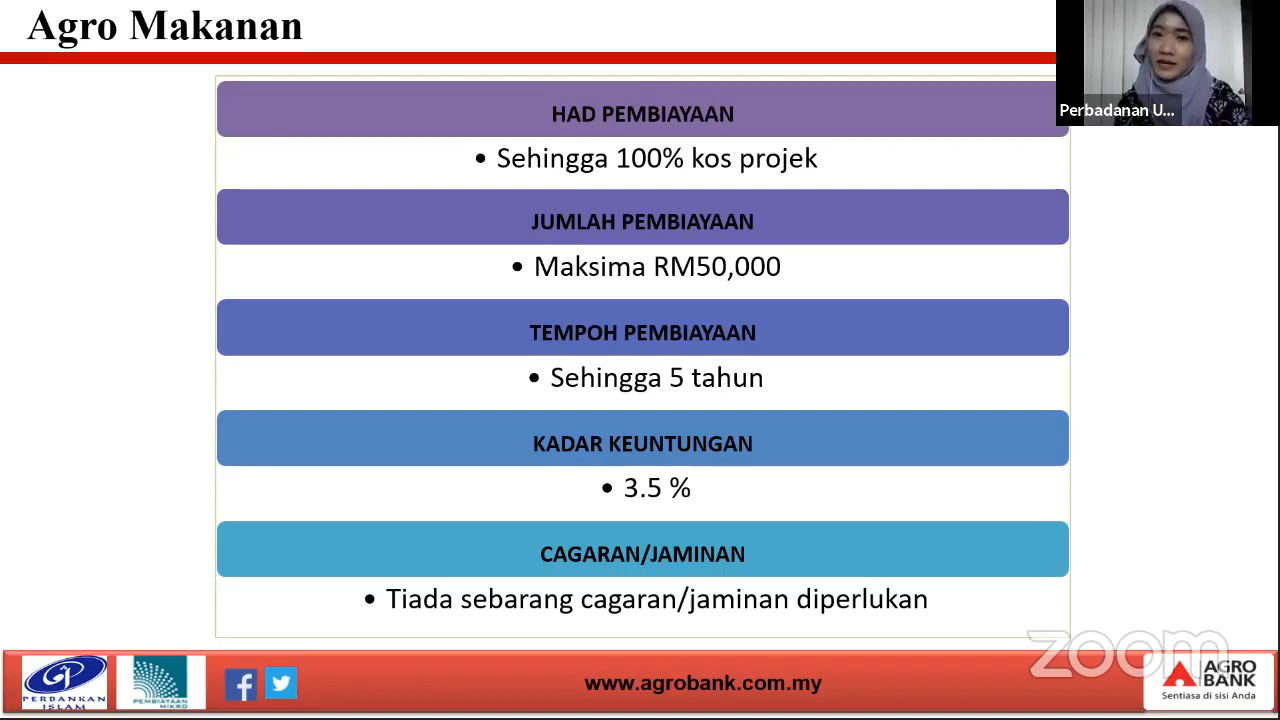 Agro Makanan
Perbadanan U...
HAD PEMBIAYAAN
• Sehingga 100% kos projek
JUMLAH PEMBIAYAAN
• Maksima RM50,000
TEMPOH PEMBIAYAAN
• Sehingga 5 tahun
KADAR KEUNTUNGAN
• 3.5 %
CAGARAN/JAMINAN
• Tiada sebarang cagaran/jaminan diperlukan
zoom
PERBANKAN
ISLAM
PEMBIAYAAN
MIKRO
www.agrobank.com.my
AGRO
BANK
Sentiasa di sisi Anda